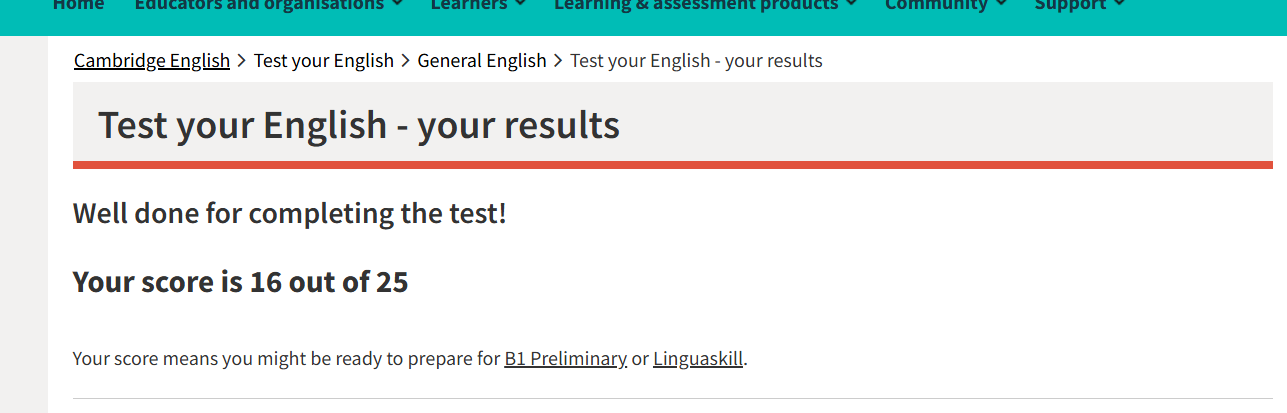 Home Educators and organisations Learners Learning & assessment products Community Support
Cambridge English > Test your English > General English > Test your English - your results
Test your English - your results
Well done for completing the test!
Your score is 16 out of 25
Your score means you might be ready to prepare for B1 Preliminary or Linguaskill.